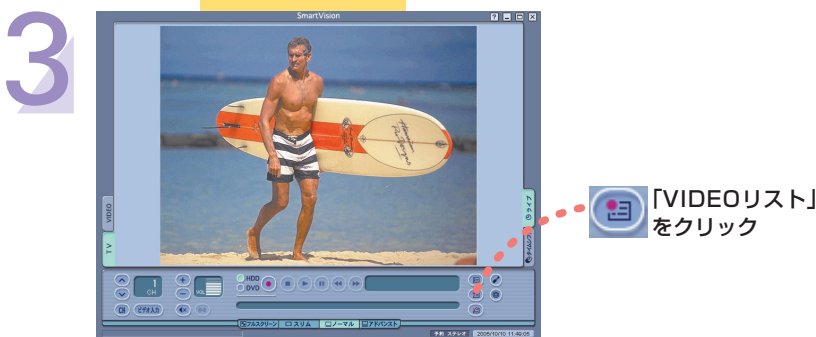 3
SmartVision
VIDEO
TV
ライブ
タイムシフト
「VIDEOリスト」
をクリック
1
CH
VOL
HDD
DVD
ビデオ入力
フルスクリーン スリム ノーマル アドバンスト
予約 ステレオ 2005/10/10 11:49:05